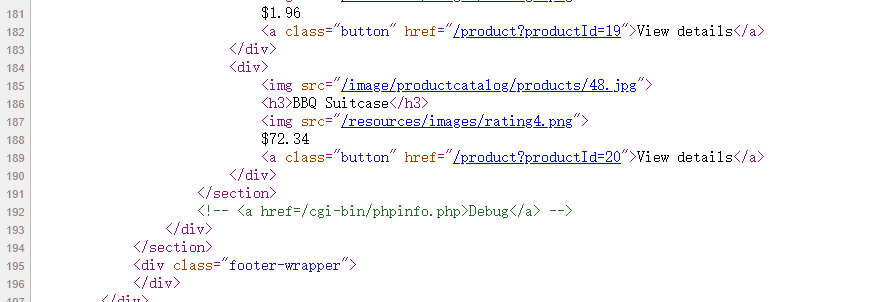 181 $1.96
182 <a class="button" href="/product?productId=19">View details</a>
183 </div>
184 <div>
185 <img src="/image/productcatalog/products/48.jpg">
186 <h3>BBQ Suitcase</h3>
187 <img src="/resources/images/rating4.png">
188 $72.34
189 <a class="button" href="/product?productId=20">View details</a>
190 </div>
191 </section>
192 <!-- <a href=/cgi-bin/phpinfo.php>Debug</a> -->
193 </div>
194 </section>
195 <div class="footer-wrapper">
196 </div>
197 </div>